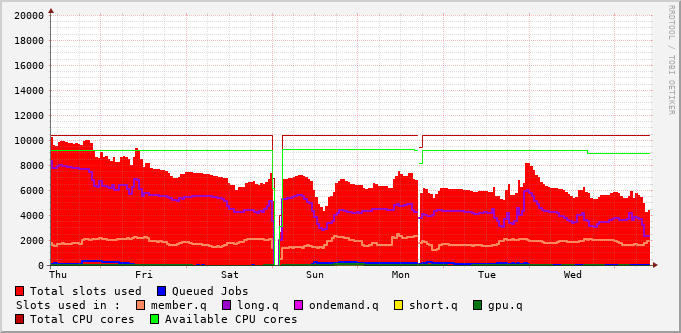 20000
18000
16000
14000
12000
10000
8000
6000
4000
2000
0
Thu Fri Sat Sun Mon Tue Wed
Total slots used Queued Jobs
Slots used in : member.q long.q ondemand.q short.q gpu.q
Total CPU cores Available CPU cores
RRDTOOL / TOBI OETIKER